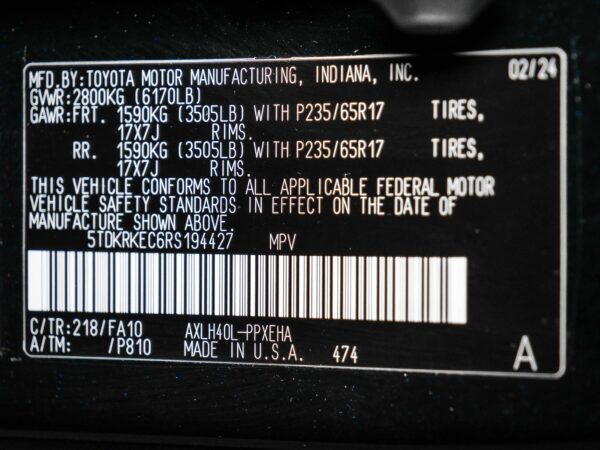 MFD.BY:TOYOTA MOTOR MANUFACTURING, INDIANA, INC. 02/24
GVWR:2800KG (6170LB)
GAWR:FRT. 1590KG (3505LB) WITH P235/65R17 TIRES,
17X7J RIMS.
RR. 1590KG (3505LB) WITH P235/65R17 TIRES,
17X7J RIMS.
THIS VEHICLE CONFORMS TO ALL APPLICABLE FEDERAL MOTOR
VEHICLE SAFETY STANDARDS IN EFFECT ON THE DATE OF
MANUFACTURE SHOWN ABOVE.
5TDKRKEC6RS194427 MPV
C/TR:218/FA10 AXLH40L-PPXEHA
A/TM: /P810 MADE IN U.S.A. 474 A